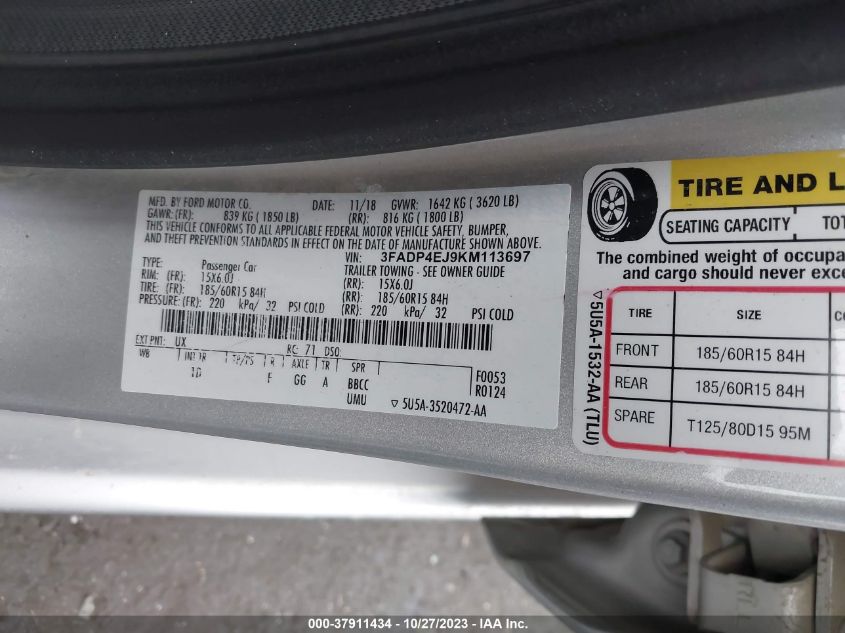 MFD. BY FORD MOTOR CO. DATE: 11/18 GVWR: 1642 KG ( 3620 LB)
GAWR: (FR): 839 KG ( 1850 LB) (RR): 816 KG ( 1800 LB)
THIS VEHICLE CONFORMS TO ALL APPLICABLE FEDERAL MOTOR VEHICLE SAFETY, BUMPER,
AND THEFT PREVENTION STANDARDS IN EFFECT ON THE DATE OF MANUFACTURE SHOWN ABOVE.
VIN: 3FADP4EJ9KM113697
TYPE: Passenger Car TRAILER TOWING - SEE OWNER GUIDE
RIM: (FR): 15X6.0J (RR): 15X6.0J
TIRE: (FR): 185/60R15 84H (RR): 185/60R15 84H
PRESSURE: (FR): 220 kPa/ 32 PSI COLD (RR): 220 kPa/ 32 PSI COLD
EXT PNT: UX RC: 71 DSO:
WB INT TR TP/PS R AXLE TR SPR F0053
F GG A BBCC R0124
UMU ▽ 5U5A-3520472-AA
TIRE AND L
SEATING CAPACITY TOT
The combined weight of occupa
and cargo should never exce
▽ 5U5A-1532-AA (TLU)
TIRE SIZE CO
FRONT 185/60R15 84H
REAR 185/60R15 84H
SPARE T125/80D15 95M
000-37911434 / 10/27/2023 - IAA Inc.